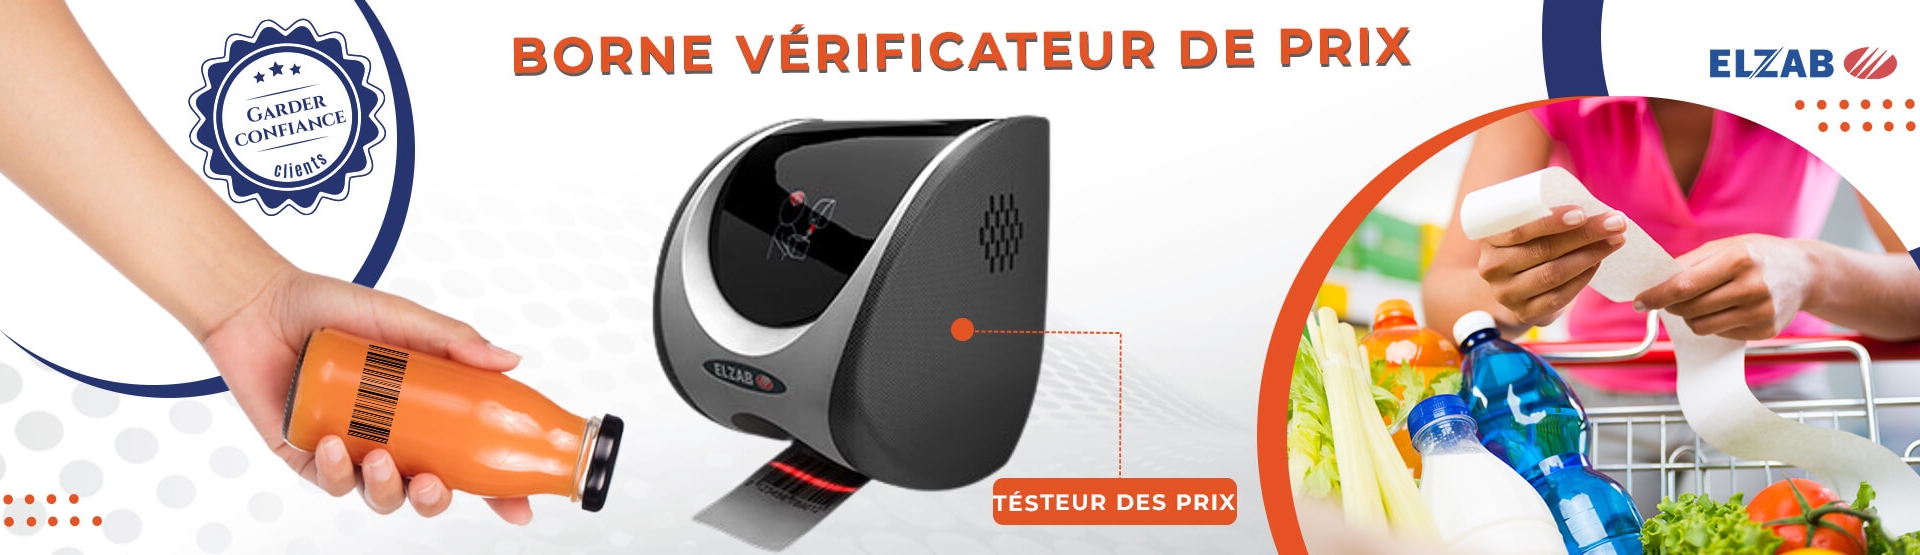 BORNE VÉRIFICATEUR DE PRIX
ELZAB
GARDER
CONFIANCE
clients
ELZAB
TÉSTEUR DES PRIX